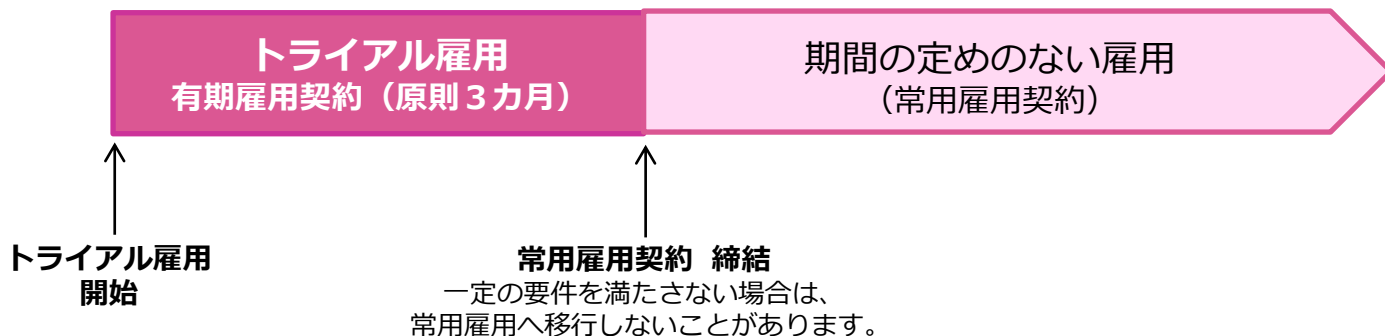 トライアル雇用
有期雇用契約（原則３カ月）
期間の定めのない雇用
（常用雇用契約）
トライアル雇用
開始
常用雇用契約 締結
一定の要件を満たさない場合は、
常用雇用へ移行しないことがあります。